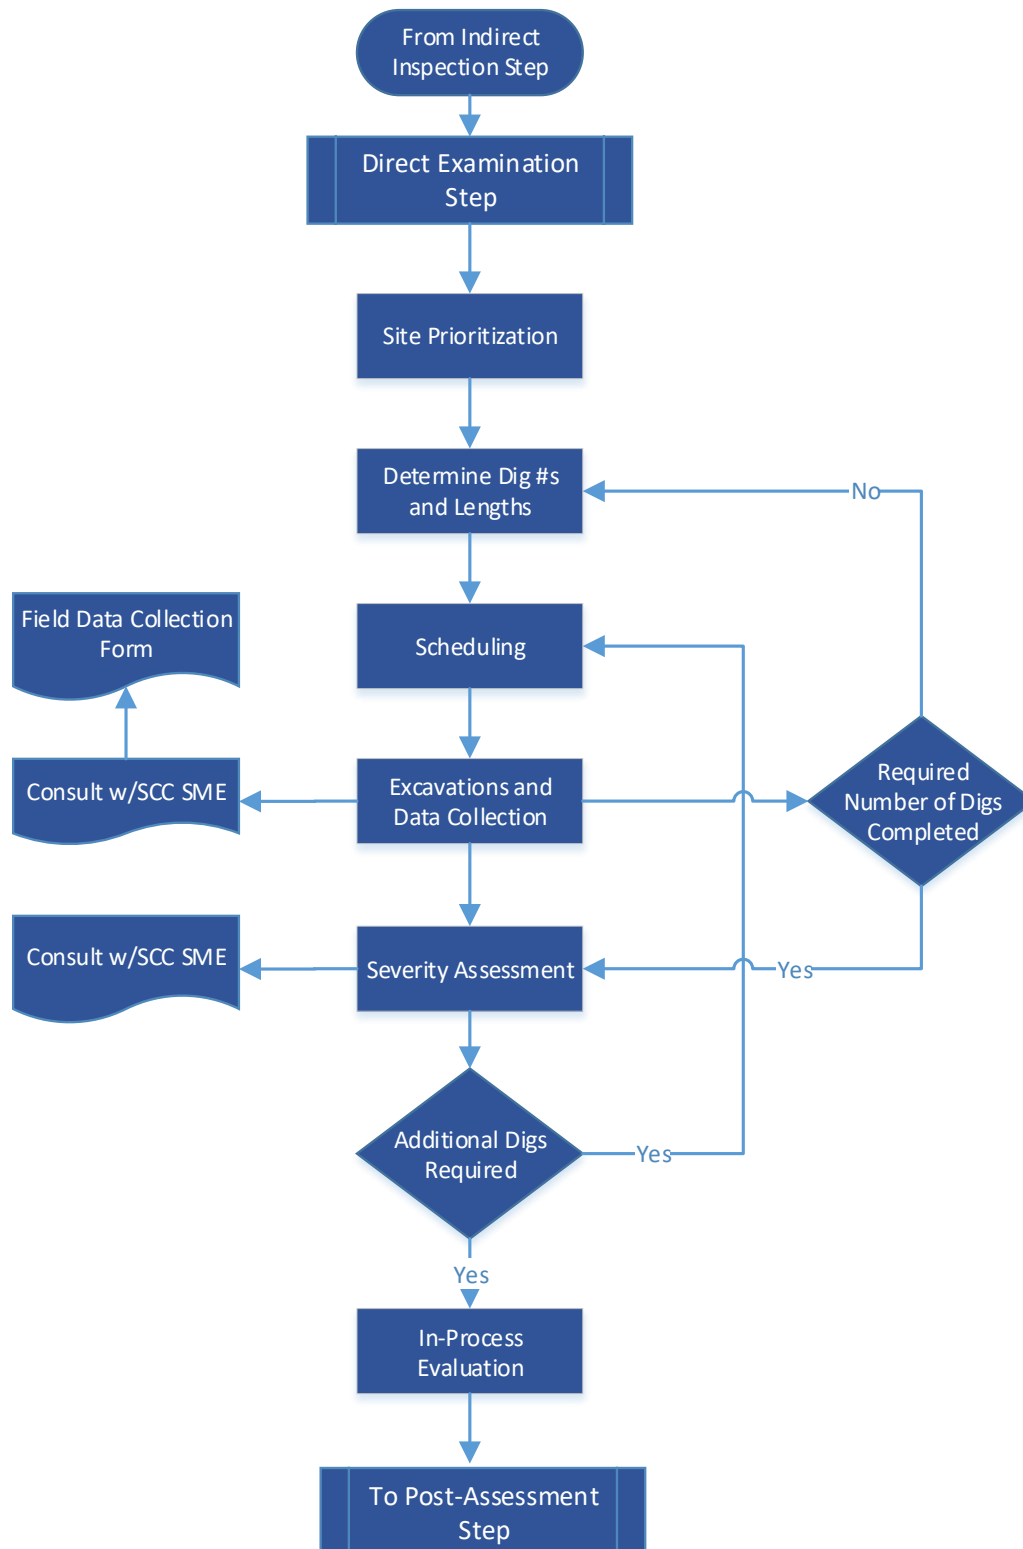 From Indirect
Inspection Step
Direct Examination
Step
Site Prioritization
Determine Dig #s
and Lengths
No
Field Data Collection
Form
Scheduling
Consult w/SCC SME
Excavations and
Data Collection
Required
Number of Digs
Completed
Consult w/SCC SME
Severity Assessment
Yes
Additional Digs
Required
Yes
Yes
In-Process
Evaluation
To Post-Assessment
Step